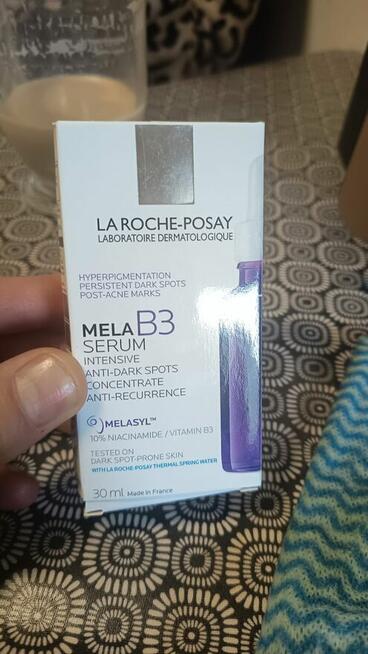 LA ROCHE-POSAY
LABORATOIRE DERMATOLOGIQUE
HYPERPIGMENTATION
PERSISTENT DARK SPOTS
POST-ACNE MARKS
MELA B3
SERUM
INTENSIVE
ANTI-DARK SPOTS
CONCENTRATE
ANTI-RECURRENCE
MELASYL™
10% NIACINAMIDE / VITAMIN B3
TESTED ON
DARK SPOT-PRONE SKIN
WITH LA ROCHE-POSAY THERMAL SPRING WATER
30 ml Made in France